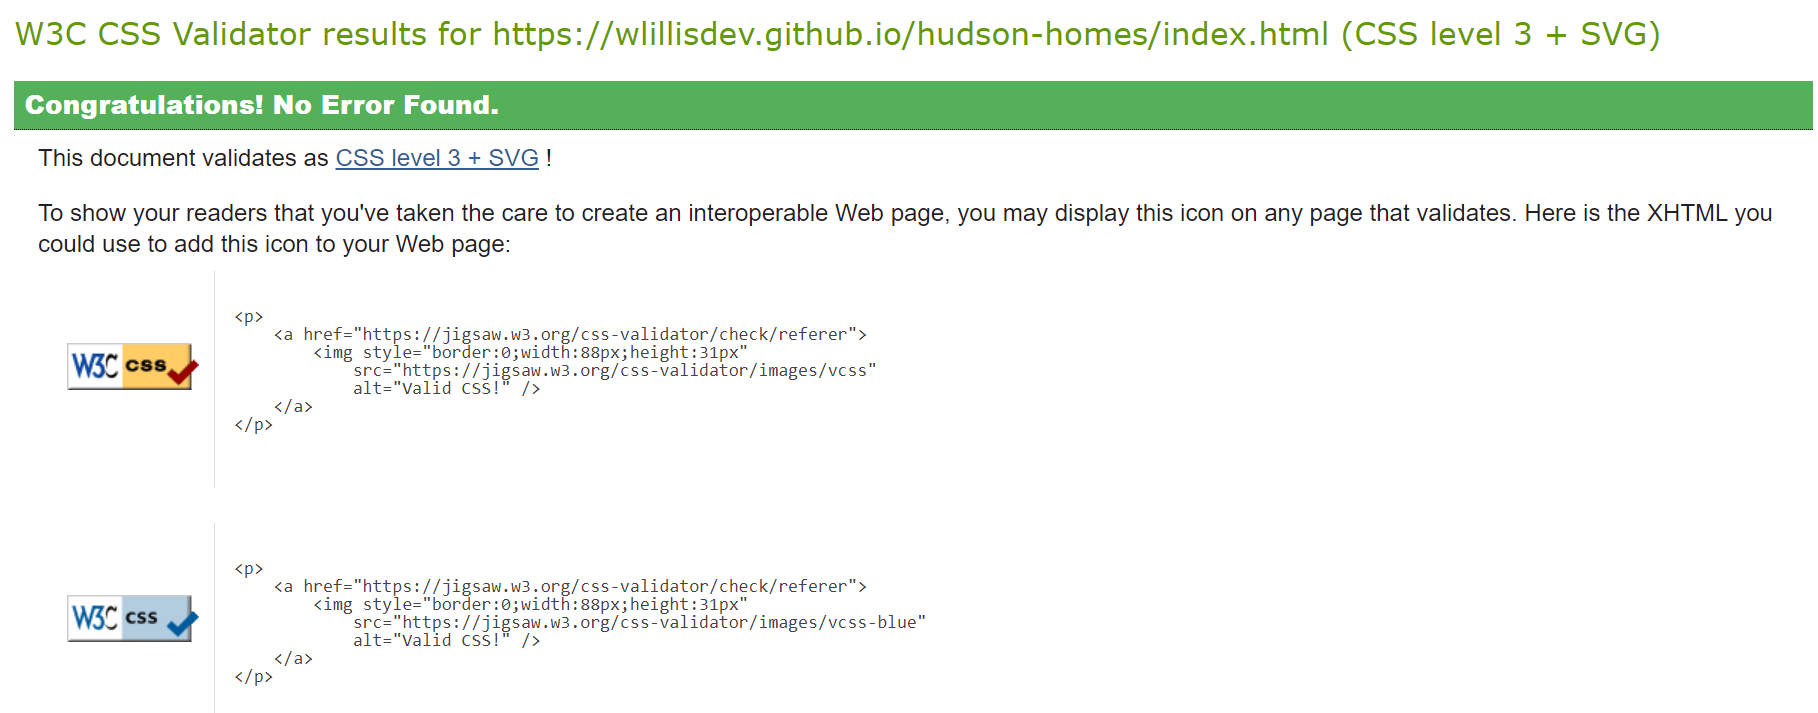 W3C CSS Validator results for https://wlillisdev.github.io/hudson-homes/index.html (CSS level 3 + SVG)
Congratulations! No Error Found.
This document validates as CSS level 3 + SVG !
To show your readers that you've taken the care to create an interoperable Web page, you may display this icon on any page that validates. Here is the XHTML you
could use to add this icon to your Web page:
W3C css
<p>
    <a href="https://jigsaw.w3.org/css-validator/check/referer">
        <img style="border:0;width:88px;height:31px"
            src="https://jigsaw.w3.org/css-validator/images/vcss"
            alt="Valid CSS!" />
    </a>
</p>
W3C css
<p>
    <a href="https://jigsaw.w3.org/css-validator/check/referer">
        <img style="border:0;width:88px;height:31px"
            src="https://jigsaw.w3.org/css-validator/images/vcss-blue"
            alt="Valid CSS!" />
    </a>
</p>